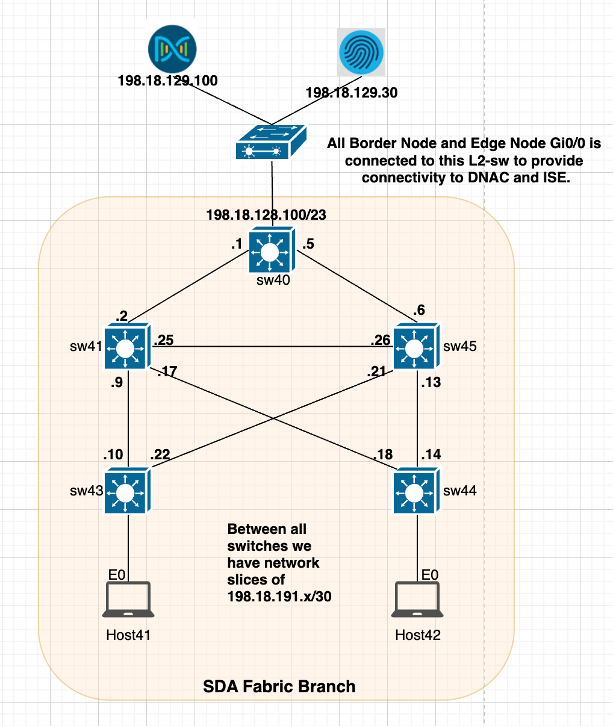 198.18.129.100
198.18.129.30
All Border Node and Edge Node Gi0/0 is
connected to this L2-sw to provide
connectivity to DNAC and ISE.
198.18.128.100/23
.1
.5
sw40
.2
.6
sw41
.25
.26
sw45
.9
.17
.21
.13
.10
.22
.18
.14
sw43
sw44
Between all
switches we
have network
slices of
198.18.191.x/30
E0
E0
Host41
Host42
SDA Fabric Branch